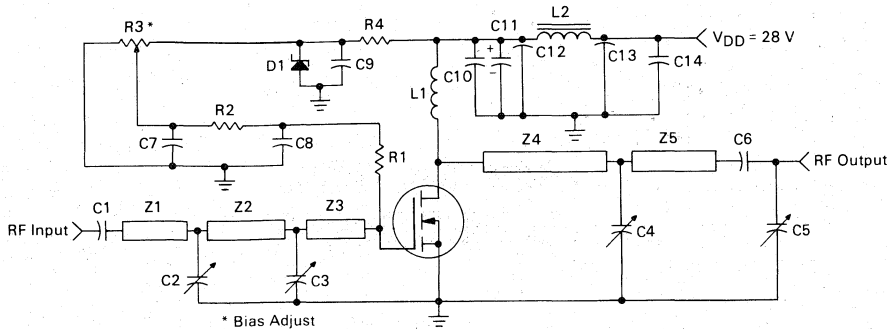 R3*
R4
C11
L2
V_DD = 28 V
D1
C9
C10
C12
C13
C14
L1
R2
C7
C8
R1
Z4
Z5
C6
RF Output
C1
Z1
Z2
Z3
RF Input
C2
C3
C4
C5
* Bias Adjust